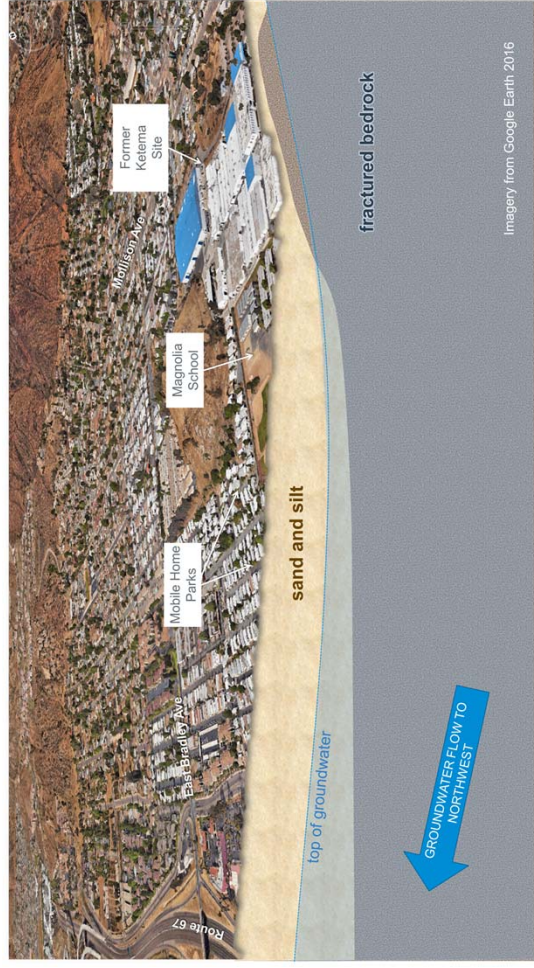 Former
Ketema
Site
Mollison Ave
Magnolia
School
Mobile Home
Parks
East Bradley Ave
Route 67
sand and silt
top of groundwater
fractured bedrock
GROUNDWATER FLOW TO
NORTHWEST
Imagery from Google Earth 2016